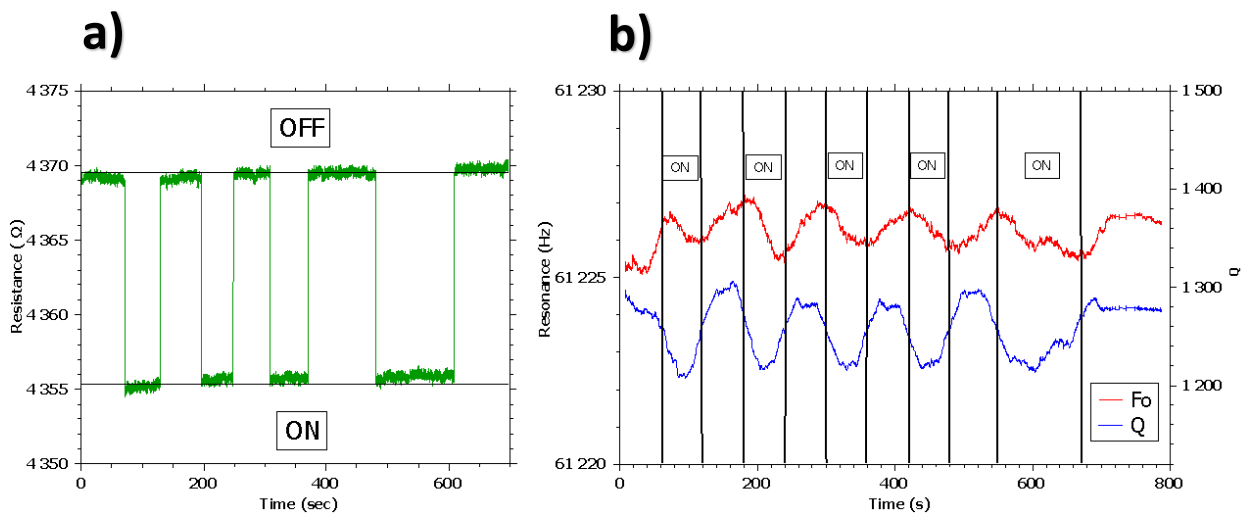 a)
4 375
4 370
4 365
4 360
4 355
4 350
Resistance ( Ω)
OFF
ON
0
200
400
600
Time (sec)
b)
61 230
61 225
61 220
Resonance (Hz)
ON
ON
ON
ON
ON
1 500
1 400
1 300
1 200
Q
Fo
Q
0
200
400
600
800
Time (s)